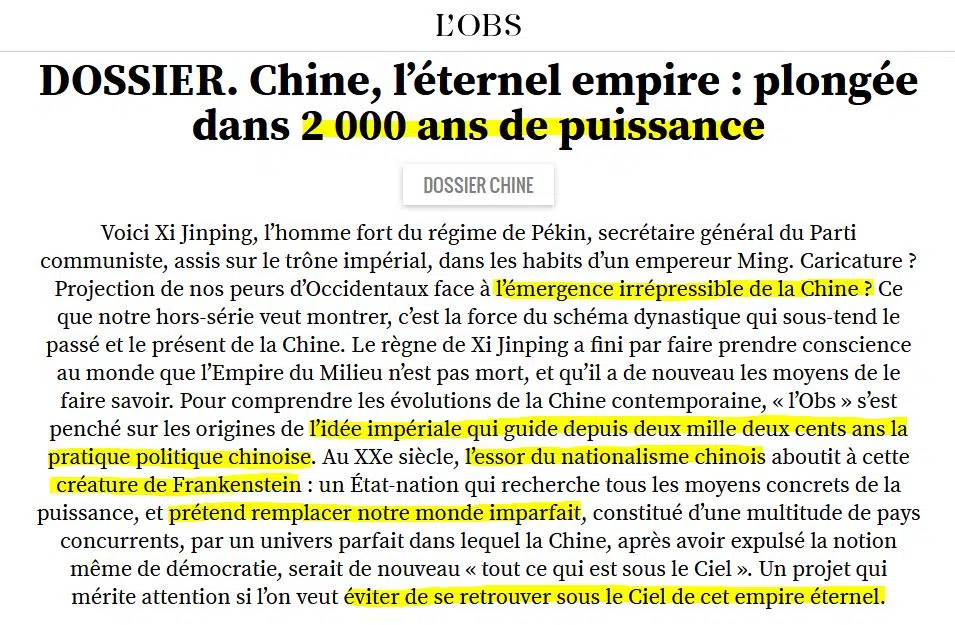 L'OBS
DOSSIER. Chine, l’éternel empire : plongée
dans 2 000 ans de puissance
DOSSIER CHINE
Voici Xi Jinping, l’homme fort du régime de Pékin, secrétaire général du Parti
communiste, assis sur le trône impérial, dans les habits d’un empereur Ming. Caricature ?
Projection de nos peurs d’Occidentaux face à l’émergence irrépressible de la Chine ? Ce
que notre hors-série veut montrer, c’est la force du schéma dynastique qui sous-tend le
passé et le présent de la Chine. Le règne de Xi Jinping a fini par faire prendre conscience
au monde que l’Empire du Milieu n’est pas mort, et qu’il a de nouveau les moyens de le
faire savoir. Pour comprendre les évolutions de la Chine contemporaine, « l’Obs » s’est
penché sur les origines de l’idée impériale qui guide depuis deux mille deux cents ans la
pratique politique chinoise. Au XXe siècle, l’essor du nationalisme chinois aboutit à cette
créature de Frankenstein : un État-nation qui recherche tous les moyens concrets de la
puissance, et prétend remplacer notre monde imparfait, constitué d’une multitude de pays
concurrents, par un univers parfait dans lequel la Chine, après avoir expulsé la notion
même de démocratie, serait de nouveau « tout ce qui est sous le Ciel ». Un projet qui
mérite attention si l’on veut éviter de se retrouver sous le Ciel de cet empire éternel.